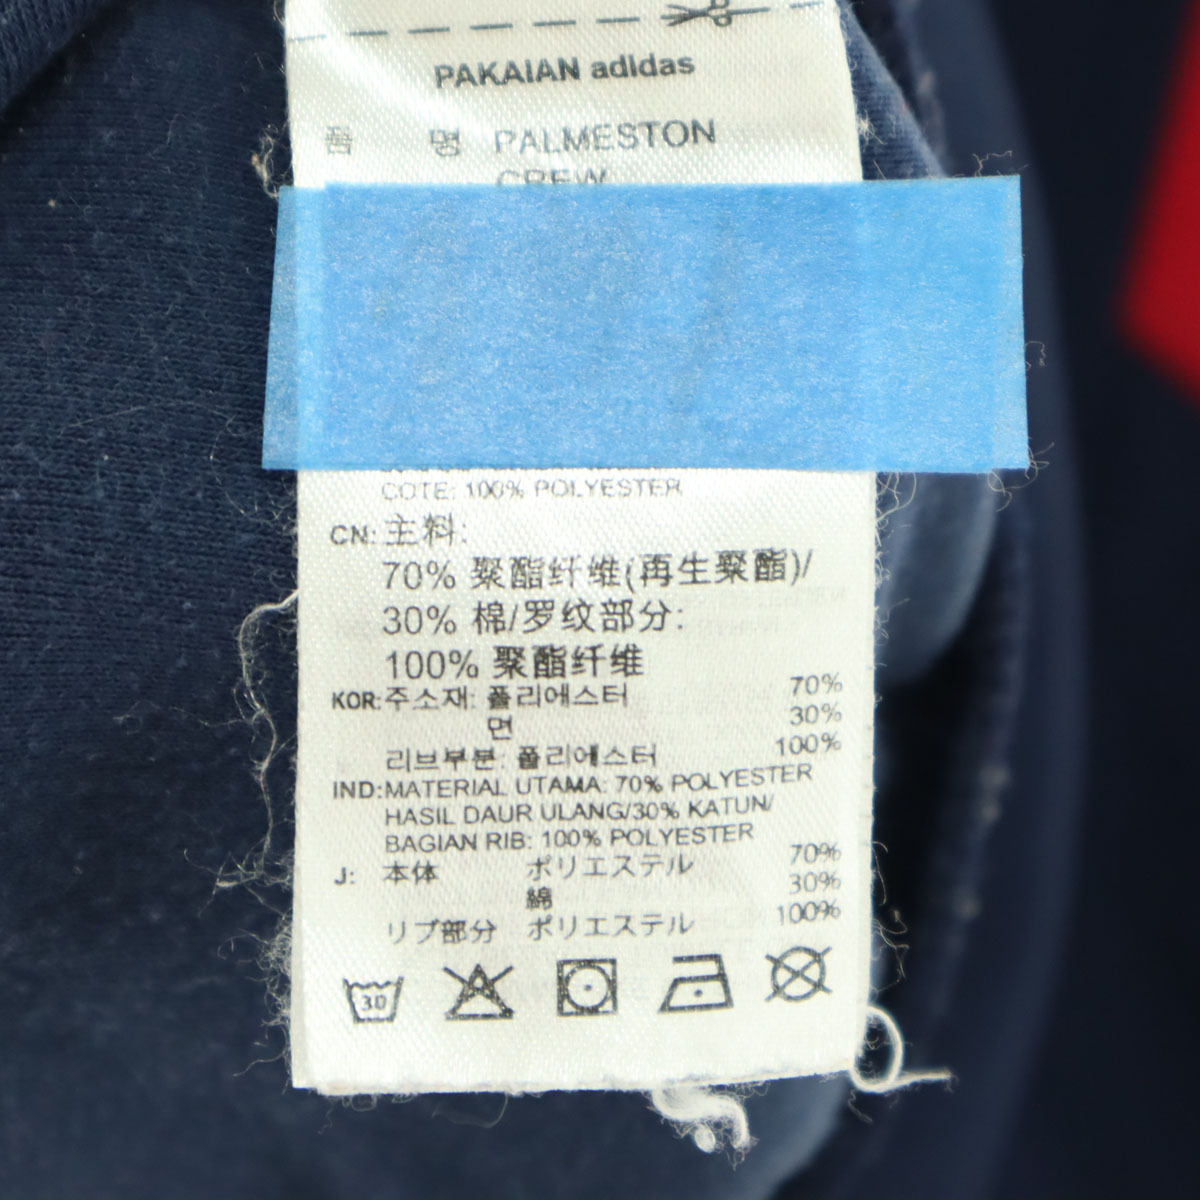 PAKAIAN adidas
품 명 PALMESTON
CREW
COTE: 100% POLYESTER
CN: 主料:
70% 聚酯纤维(再生聚酯)/
30% 棉/罗纹部分:
100% 聚酯纤维
KOR: 주소재: 폴리에스터 70%
면 30%
리브부분: 폴리에스터 100%
IND: MATERIAL UTAMA: 70% POLYESTER
HASIL DAUR ULANG/30% KATUN/
BAGIAN RIB: 100% POLYESTER
J: 本体 ポリエステル 70%
綿 30%
リブ部分 ポリエステル 100%
30